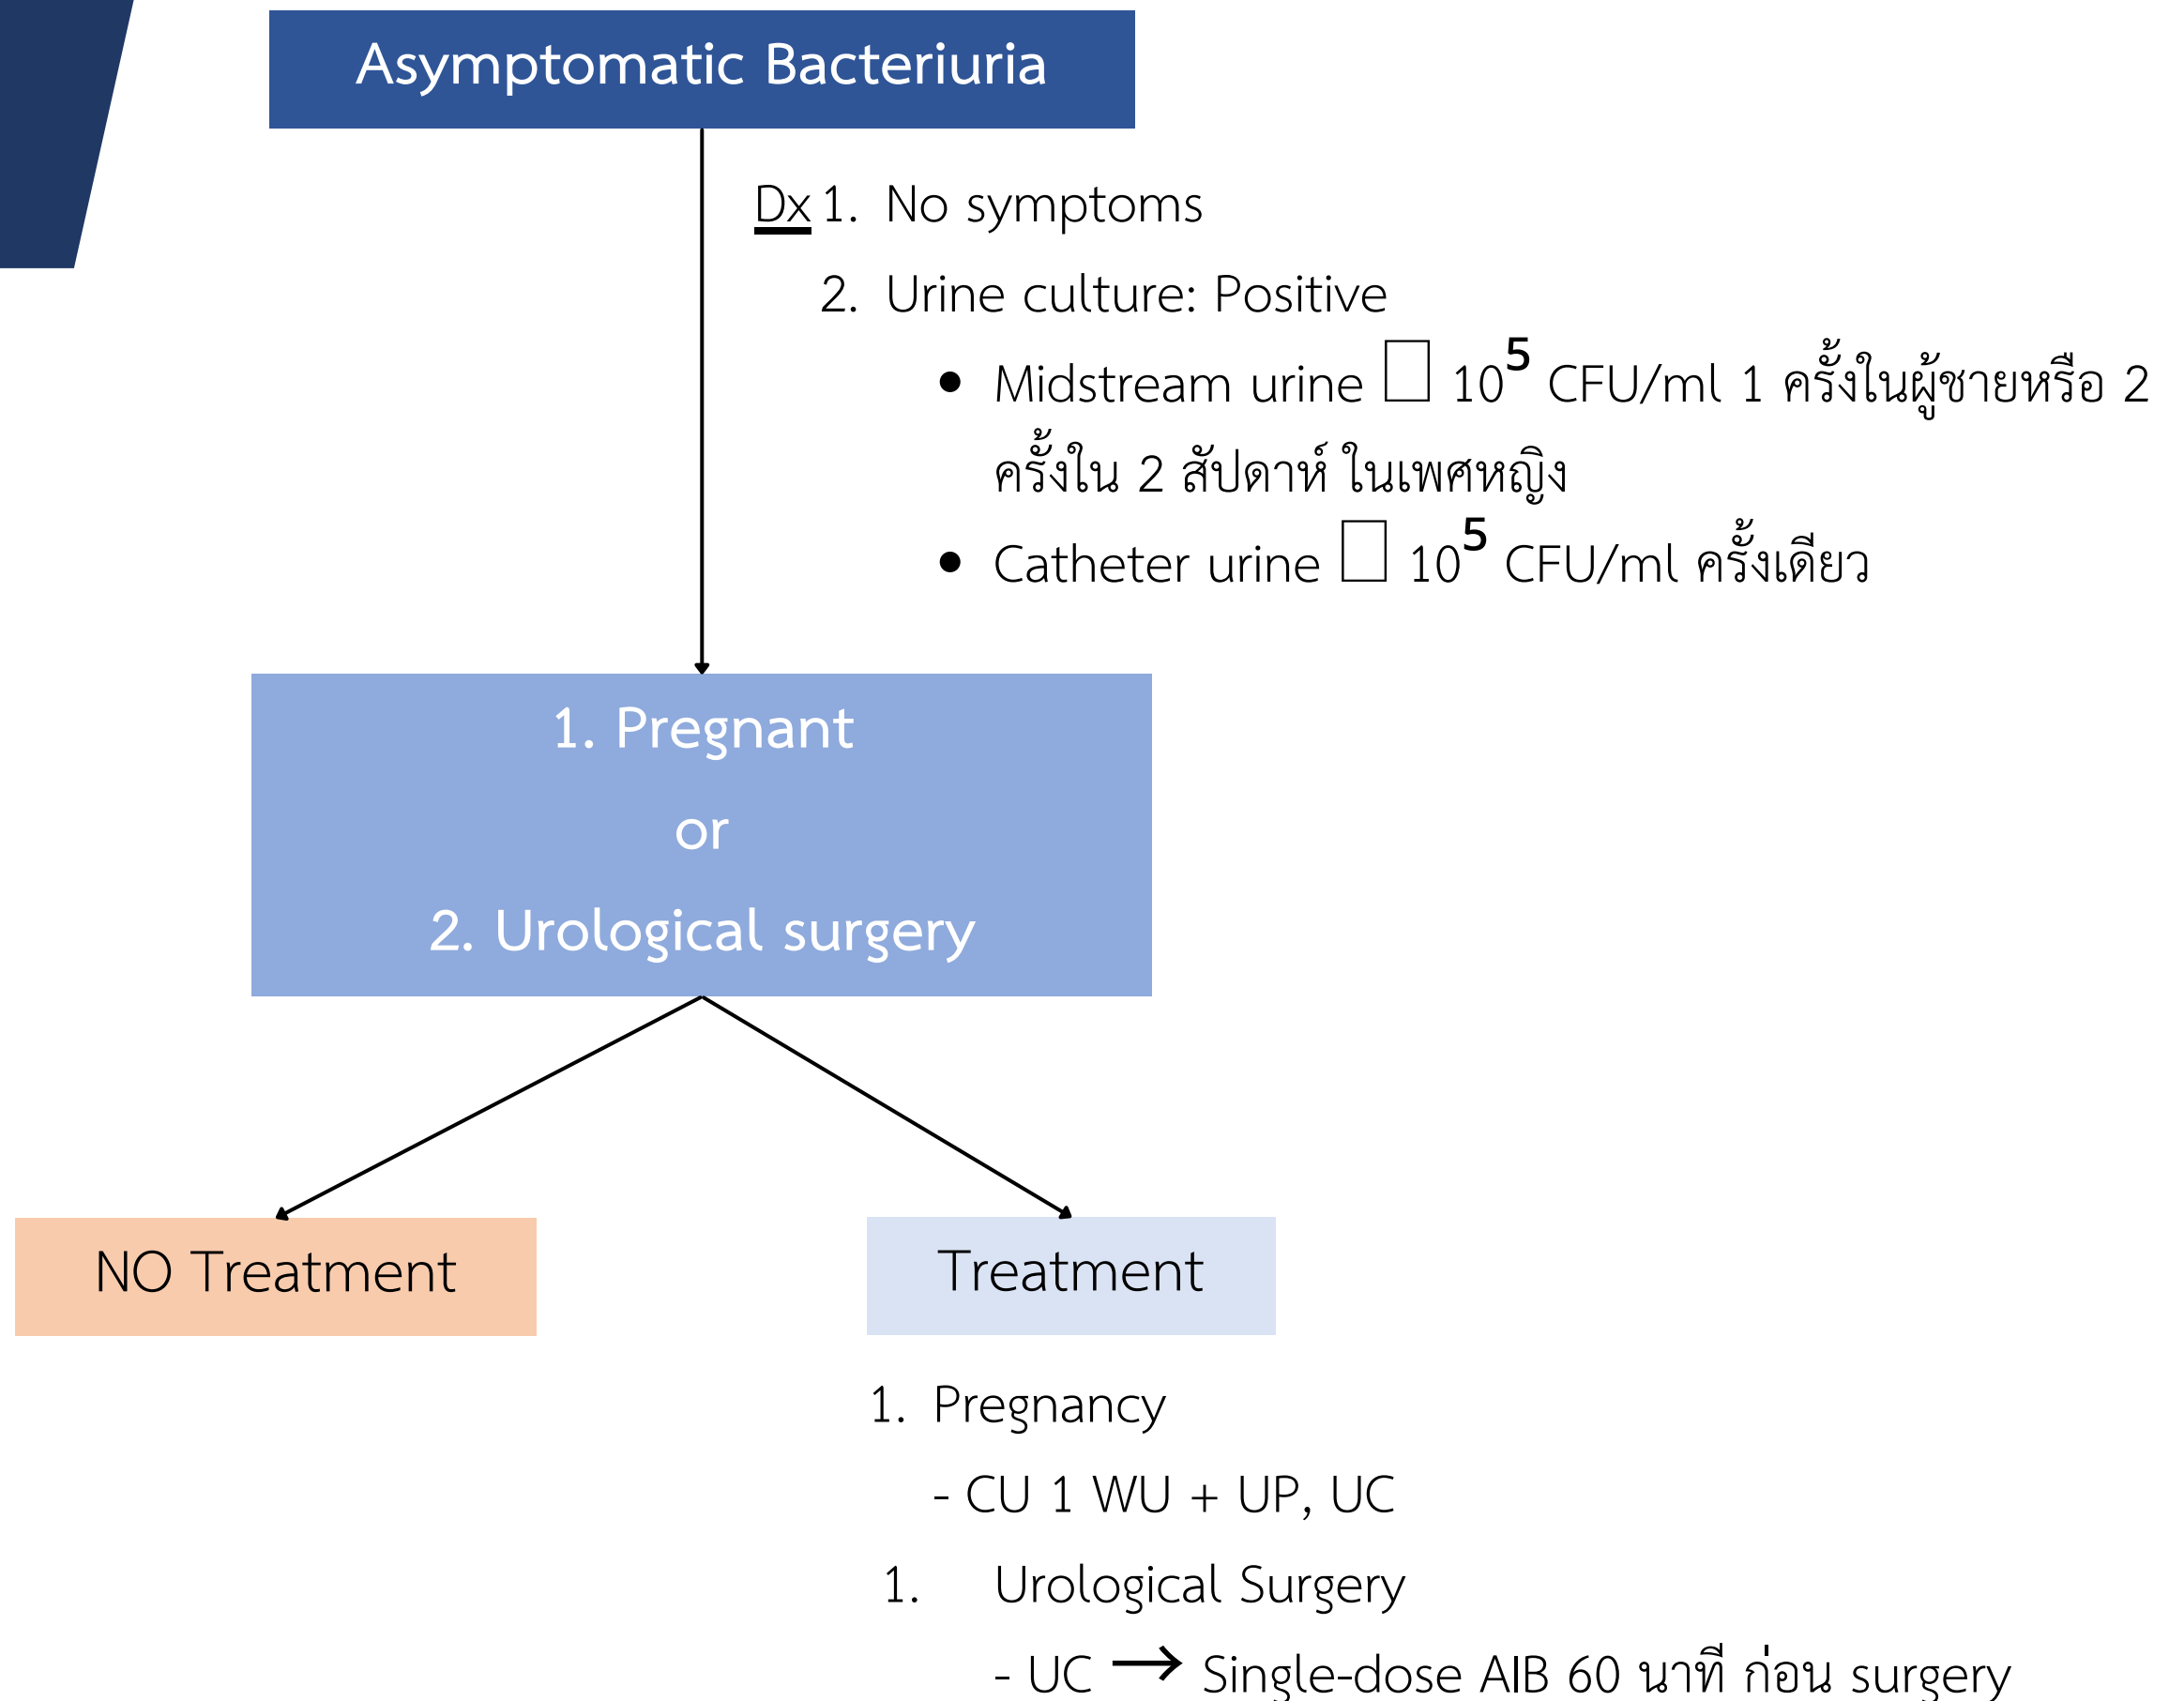 Asymptomatic Bacteriuria
Dx 1. No symptoms
2. Urine culture: Positive
● Midstream urine □ 10⁵ CFU/ml 1 ครั้งในผู้ชายหรือ 2
ครั้งใน 2 สัปดาห์ ในเพศหญิง
● Catheter urine □ 10⁵ CFU/ml ครั้งเดียว
1. Pregnant
or
2. Urological surgery
NO Treatment
Treatment
1. Pregnancy
- CU 1 WU + UP, UC
1. Urological Surgery
- UC → Single-dose AIB 60 นาที ก่อน surgery